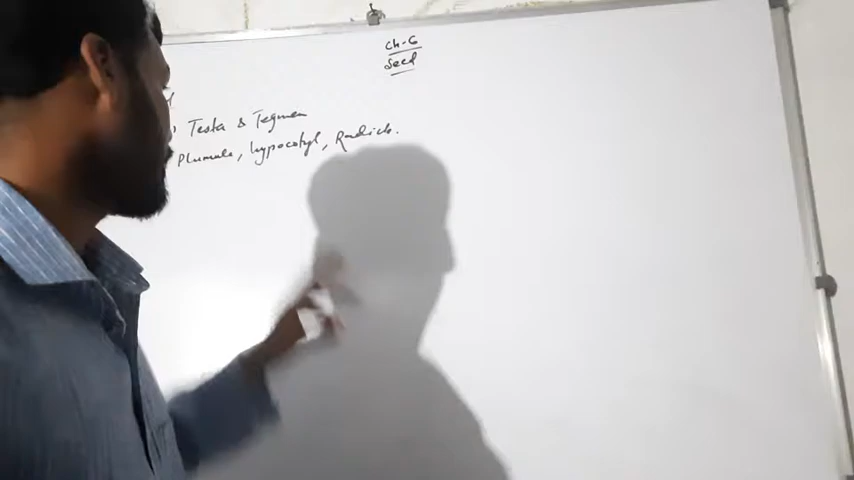 Ch-6
Seed
Testa & Tegmen
Plumule, hypocotyl, Radicle.